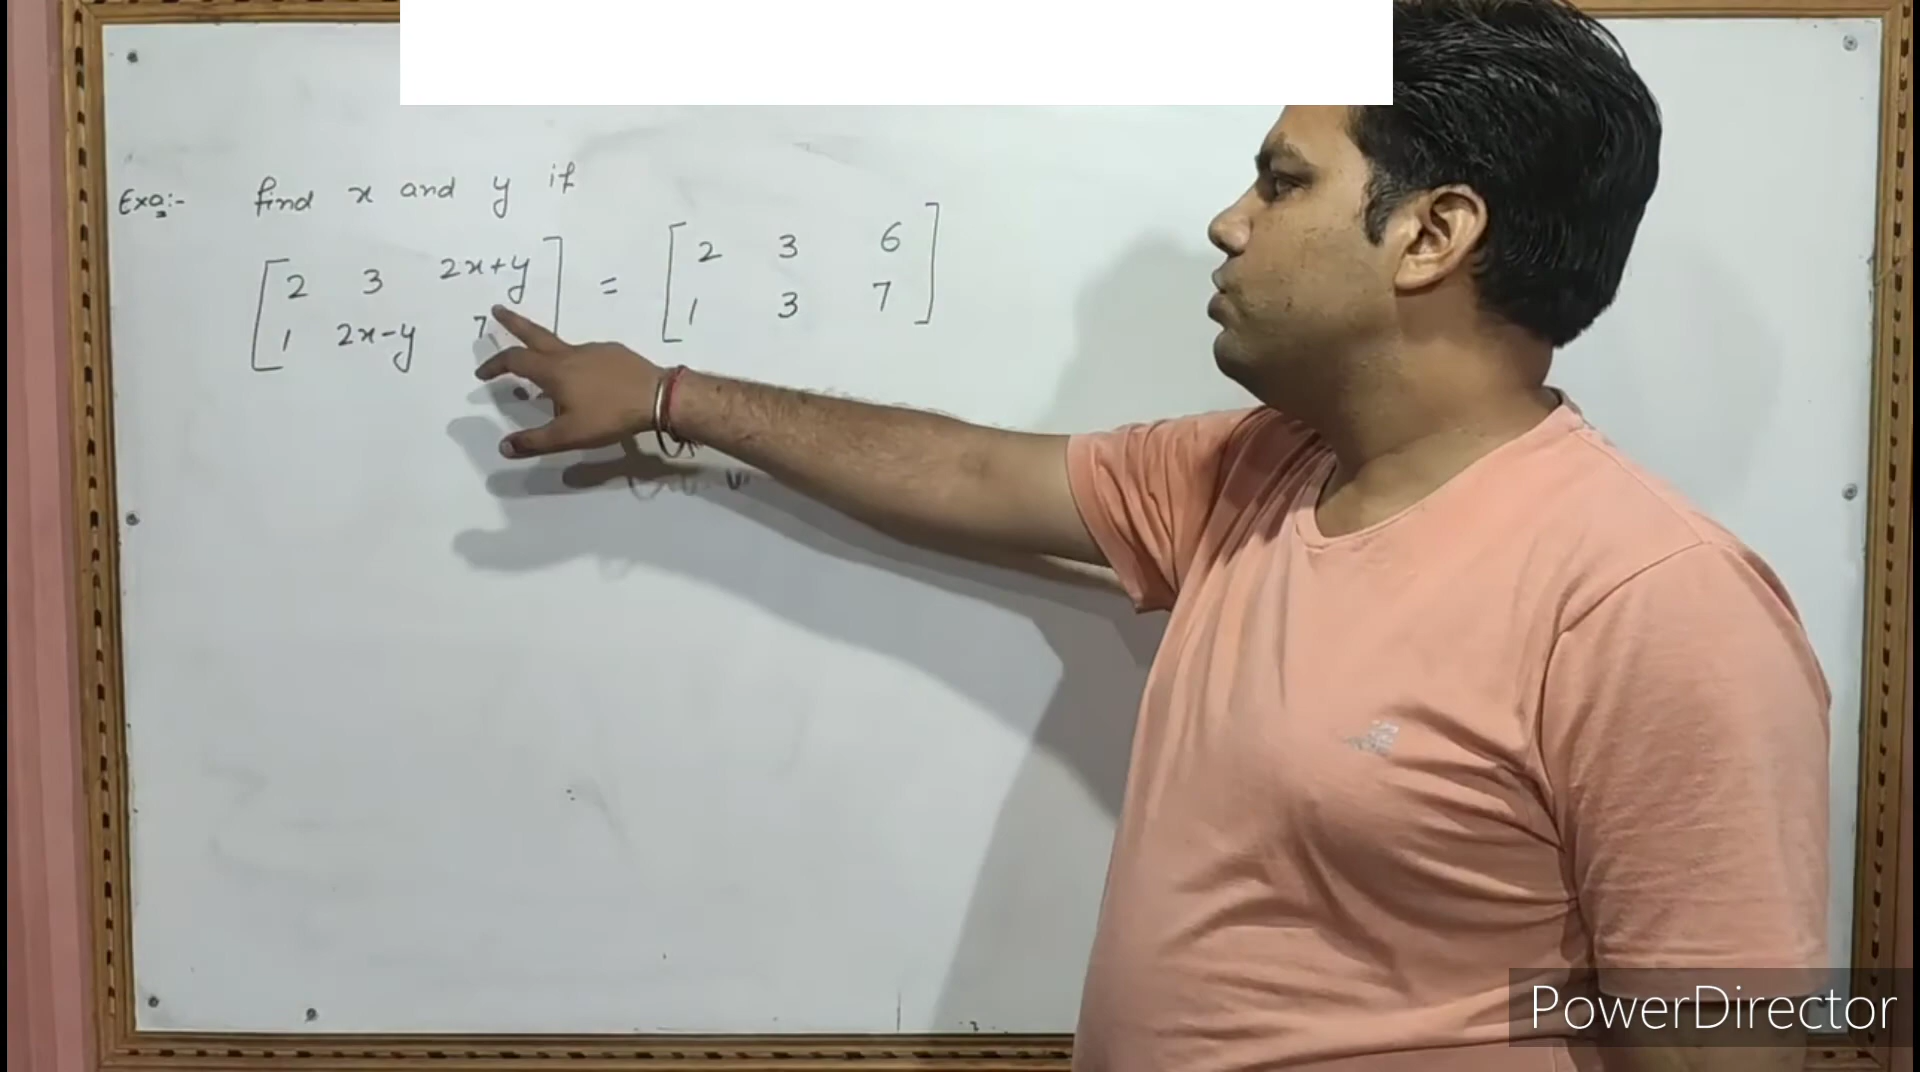 Exa:- find x and y if
[2 3 2x+y] = [2 3 6]
[1 2x-y 7] [1 3 7]
PowerDirector